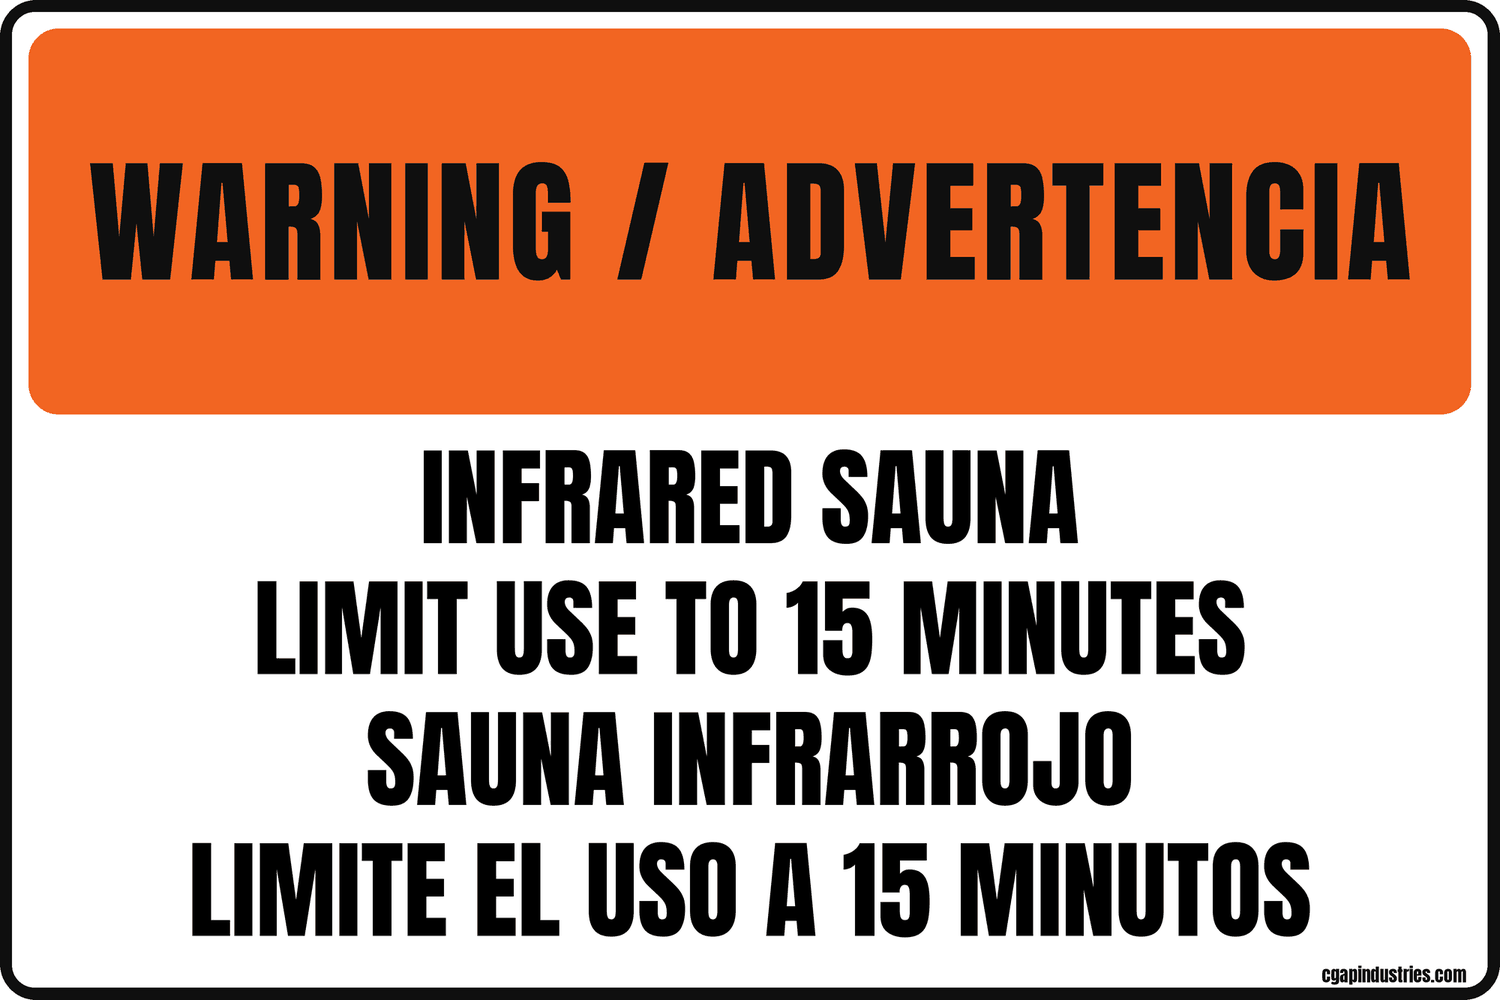 WARNING / ADVERTENCIA
INFRARED SAUNA
LIMIT USE TO 15 MINUTES
SAUNA INFRARROJO
LIMITE EL USO A 15 MINUTOS
cgapindustries.com